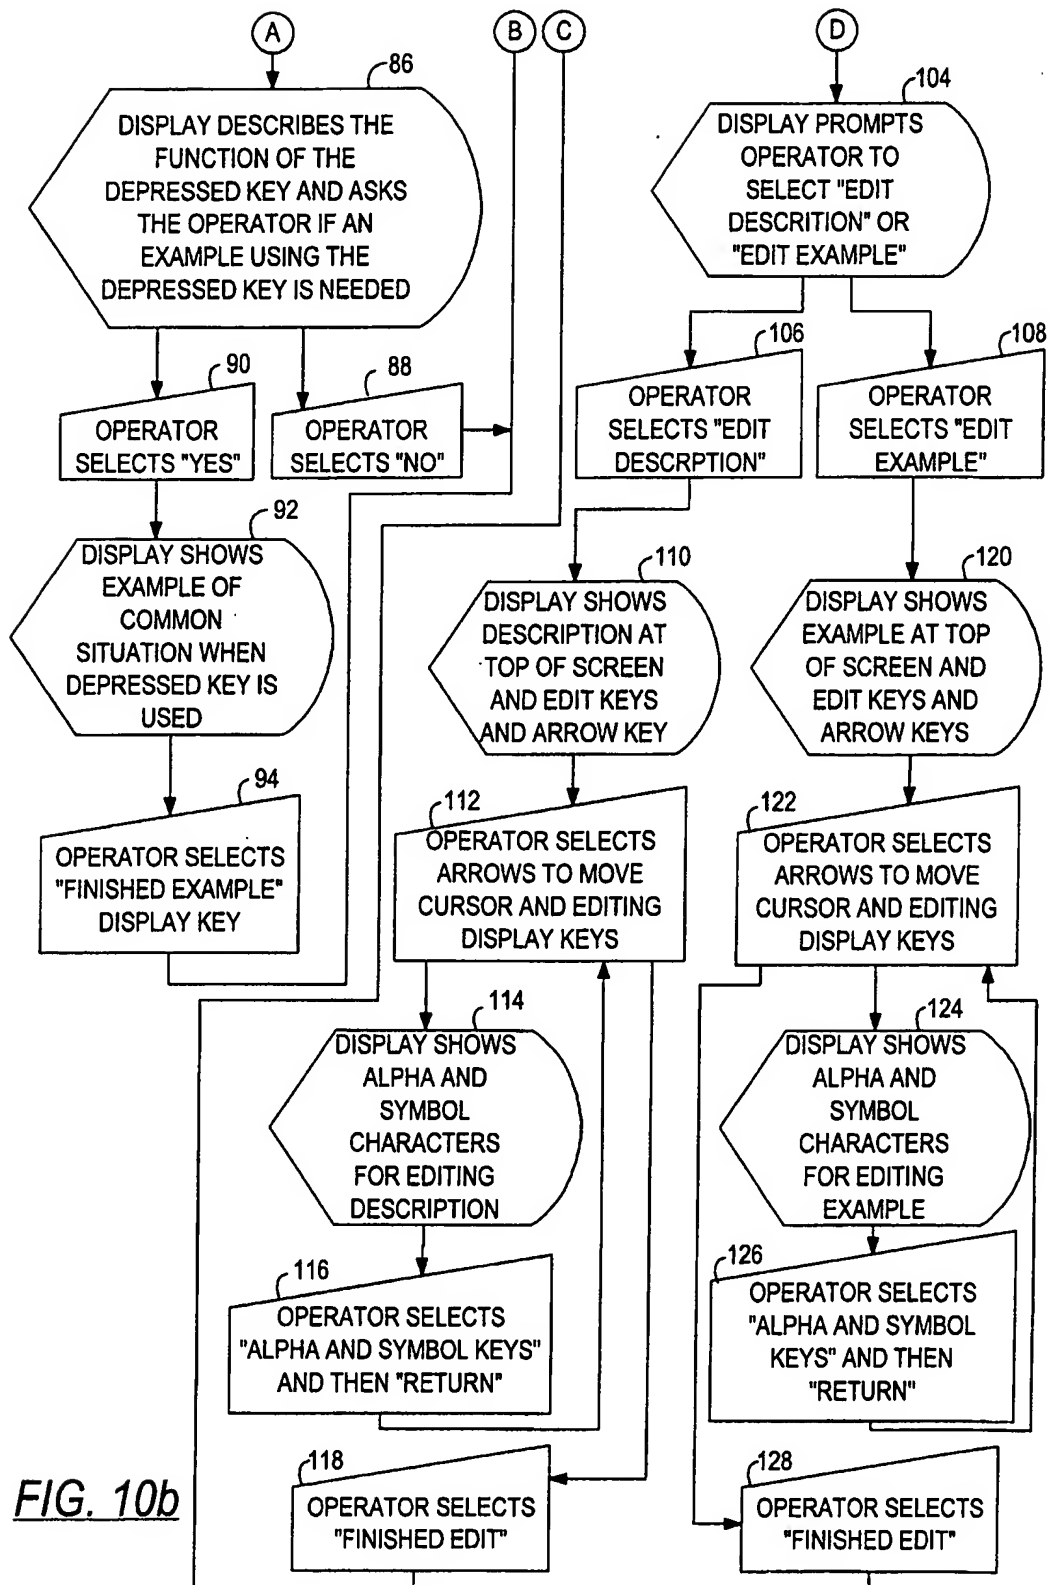 A
B
C
D
86
DISPLAY DESCRIBES THE
FUNCTION OF THE
DEPRESSED KEY AND ASKS
THE OPERATOR IF AN
EXAMPLE USING THE
DEPRESSED KEY IS NEEDED
104
DISPLAY PROMPTS
OPERATOR TO
SELECT "EDIT
DESCRITION" OR
"EDIT EXAMPLE"
90
OPERATOR
SELECTS "YES"
88
OPERATOR
SELECTS "NO"
106
OPERATOR
SELECTS "EDIT
DESCRPTION"
108
OPERATOR
SELECTS "EDIT
EXAMPLE"
92
DISPLAY SHOWS
EXAMPLE OF
COMMON
SITUATION WHEN
DEPRESSED KEY IS
USED
110
DISPLAY SHOWS
DESCRIPTION AT
TOP OF SCREEN
AND EDIT KEYS
AND ARROW KEY
120
DISPLAY SHOWS
EXAMPLE AT TOP
OF SCREEN AND
EDIT KEYS AND
ARROW KEYS
94
OPERATOR SELECTS
"FINISHED EXAMPLE"
DISPLAY KEY
112
OPERATOR SELECTS
ARROWS TO MOVE
CURSOR AND EDITING
DISPLAY KEYS
122
OPERATOR SELECTS
ARROWS TO MOVE
CURSOR AND EDITING
DISPLAY KEYS
114
DISPLAY SHOWS
ALPHA AND
SYMBOL
CHARACTERS
FOR EDITING
DESCRIPTION
124
DISPLAY SHOWS
ALPHA AND
SYMBOL
CHARACTERS
FOR EDITING
EXAMPLE
116
OPERATOR SELECTS
"ALPHA AND SYMBOL KEYS"
AND THEN "RETURN"
126
OPERATOR SELECTS
"ALPHA AND SYMBOL
KEYS" AND THEN
"RETURN"
118
OPERATOR SELECTS
"FINISHED EDIT"
128
OPERATOR SELECTS
"FINISHED EDIT"
FIG. 10b